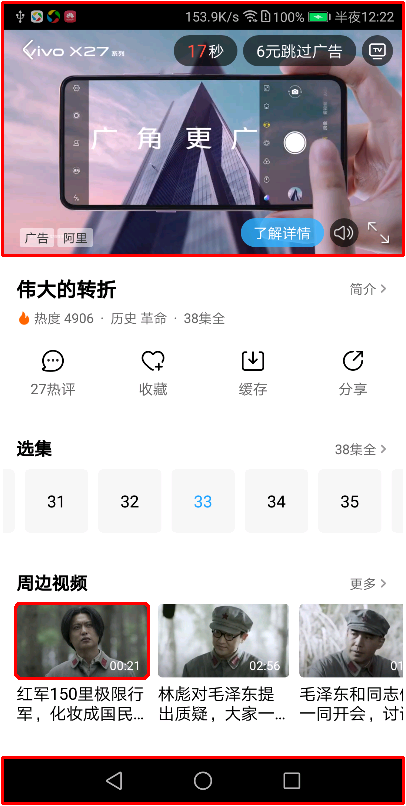 153.9K/s 100% 半夜12:22
vivo X27系列
17秒
6元跳过广告
TV
广角更广
广告 阿里
了解详情
伟大的转折
简介
热度 4906 · 历史 革命 · 38集全
27热评 收藏 缓存 分享
选集
38集全
31 32 33 34 35
周边视频
更多
00:21 02:56 01
红军150里极限行
军，化妆成国民...
林彪对毛泽东提
出质疑，大家一...
毛泽东和同志们
一同开会，讨论